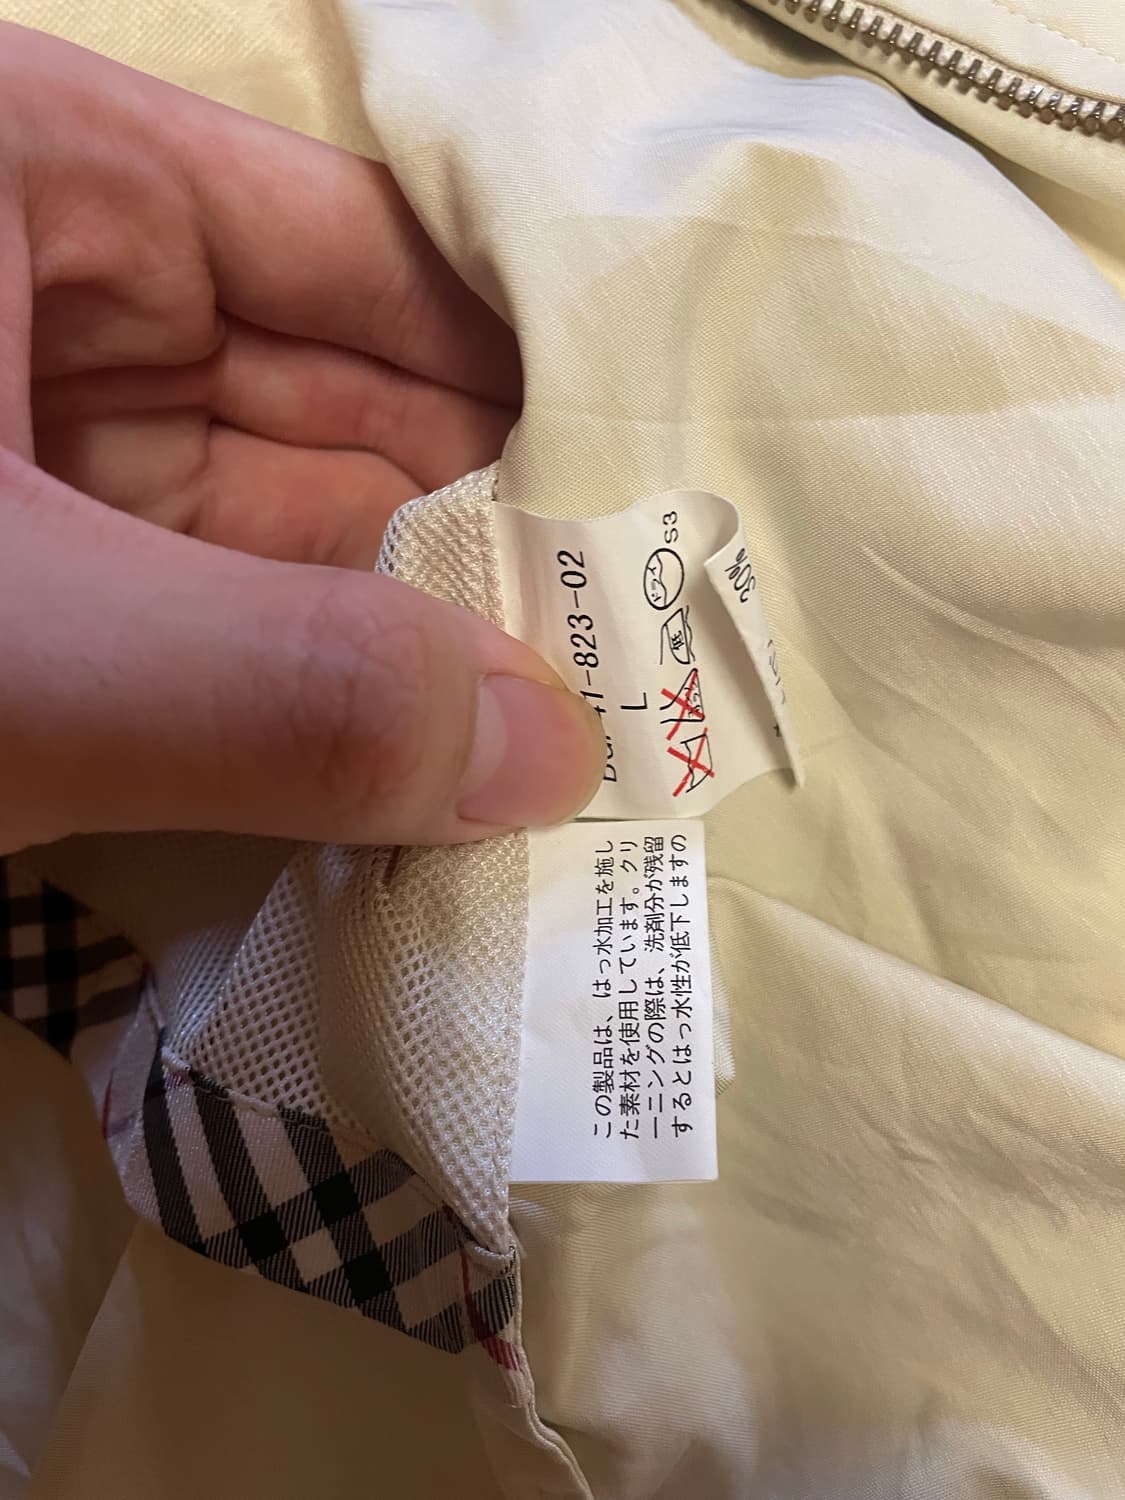 41-823-02
L
低
ドライ
S3
30%
この製品は、はっ水加工を施し
た素材を使用しています。クリ
ーニングの際は、洗剤分が残留
するとはっ水性が低下しますの